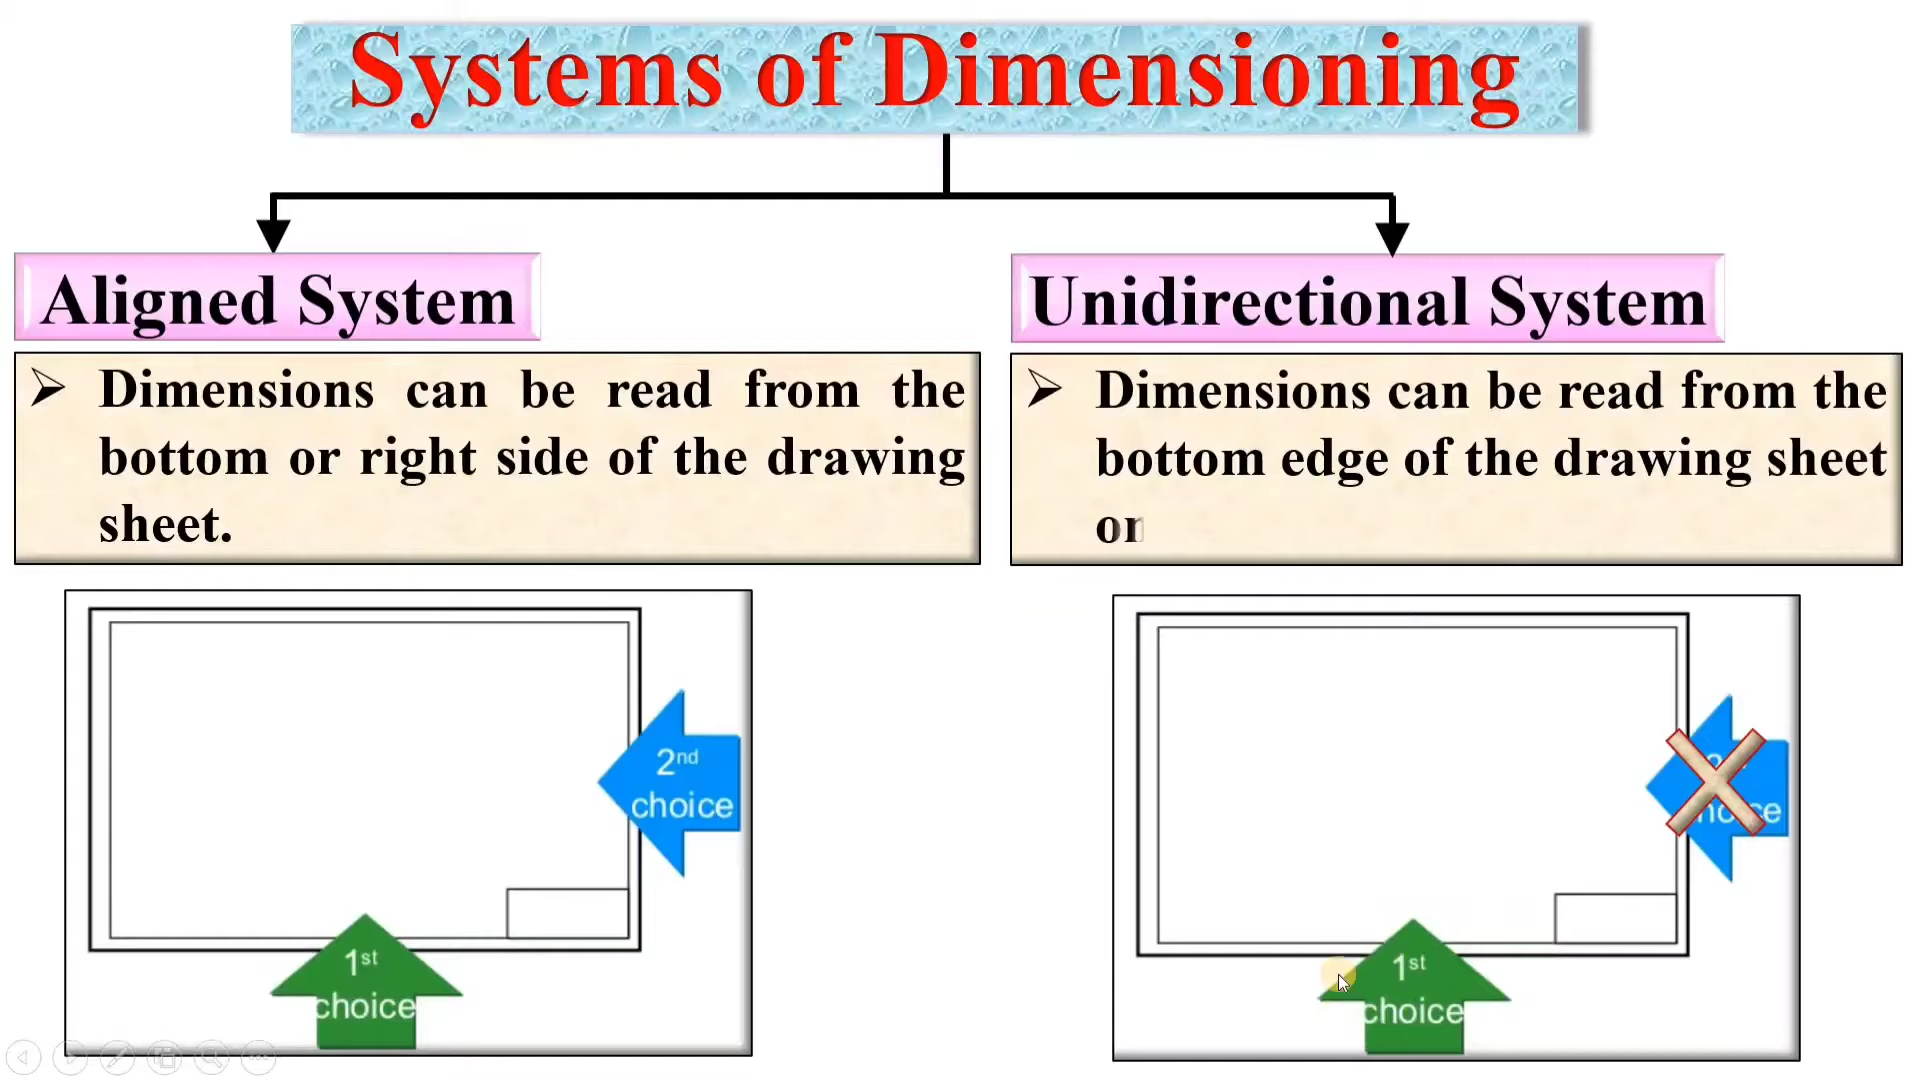 Systems of Dimensioning
Aligned System
➢ Dimensions can be read from the
bottom or right side of the drawing
sheet.
2nd
choice
1st
choice
Unidirectional System
➢ Dimensions can be read from the
bottom edge of the drawing sheet
1st
choice